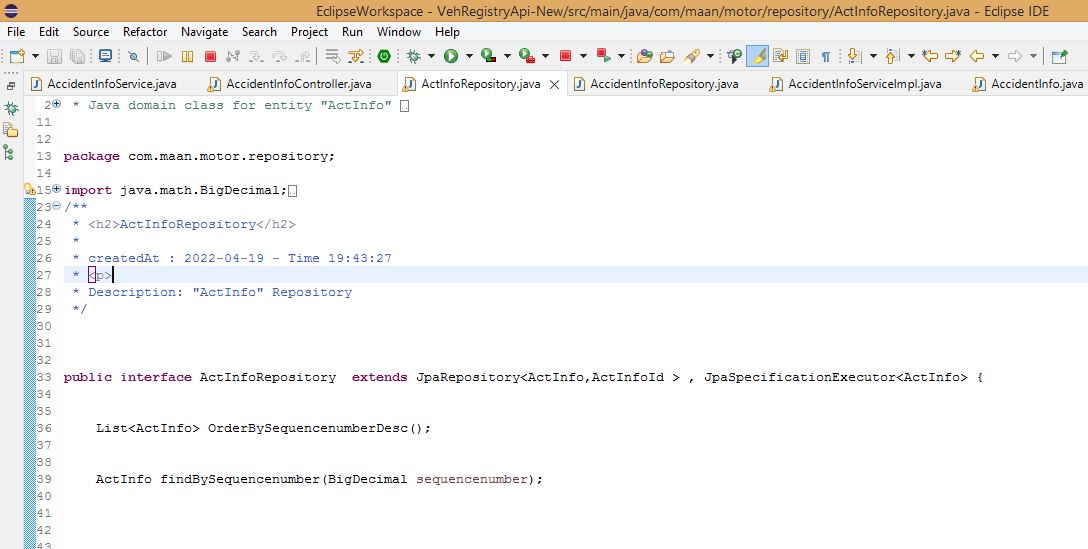 EclipseWorkspace - VehRegistryApi-New/src/main/java/com/maan/motor/repository/ActInfoRepository.java - Eclipse IDE
File Edit Source Refactor Navigate Search Project Run Window Help
AccidentInfoService.java AccidentInfoController.java ActInfoRepository.java AccidentInfoRepository.java AccidentInfoServiceImpl.java AccidentInfo.java
2 * Java domain class for entity "ActInfo"
11
12
13 package com.maan.motor.repository;
14
15 import java.math.BigDecimal;
23 /**
24 * <h2>ActInfoRepository</h2>
25 *
26 * createdAt : 2022-04-19 - Time 19:43:27
27 * <p>
28 * Description: "ActInfo" Repository
29 */
30
31
32
33 public interface ActInfoRepository  extends JpaRepository<ActInfo,ActInfoId > , JpaSpecificationExecutor<ActInfo> {
34
35
36     List<ActInfo> OrderBySequencenumberDesc();
37
38
39     ActInfo findBySequencenumber(BigDecimal sequencenumber);
40
41
42
43